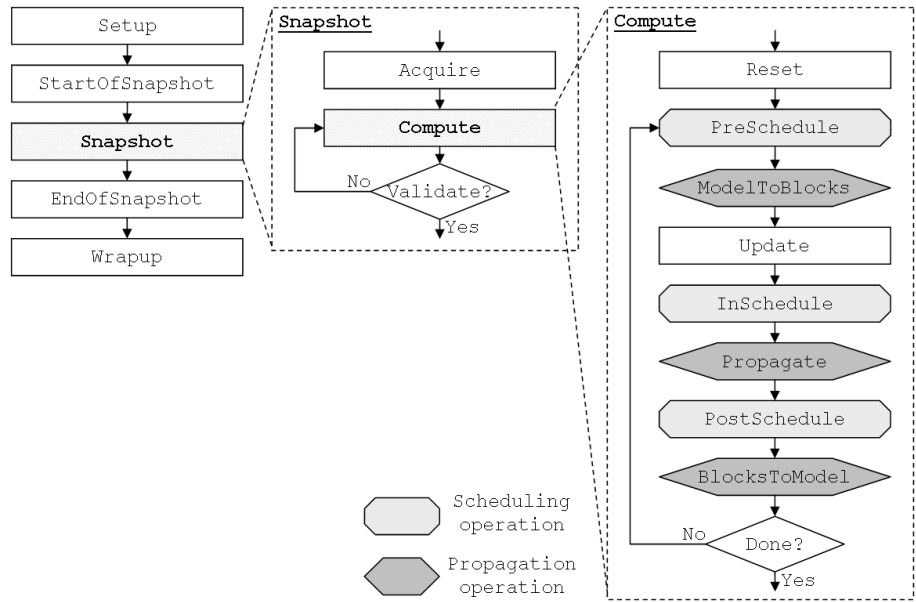 Setup
StartOfSnapshot
Snapshot
EndOfSnapshot
Wrapup
Snapshot
Acquire
Compute
Validate?
No
Yes
Compute
Reset
PreSchedule
ModelToBlocks
Update
InSchedule
Propagate
PostSchedule
BlocksToModel
Done?
No
Yes
Scheduling
operation
Propagation
operation